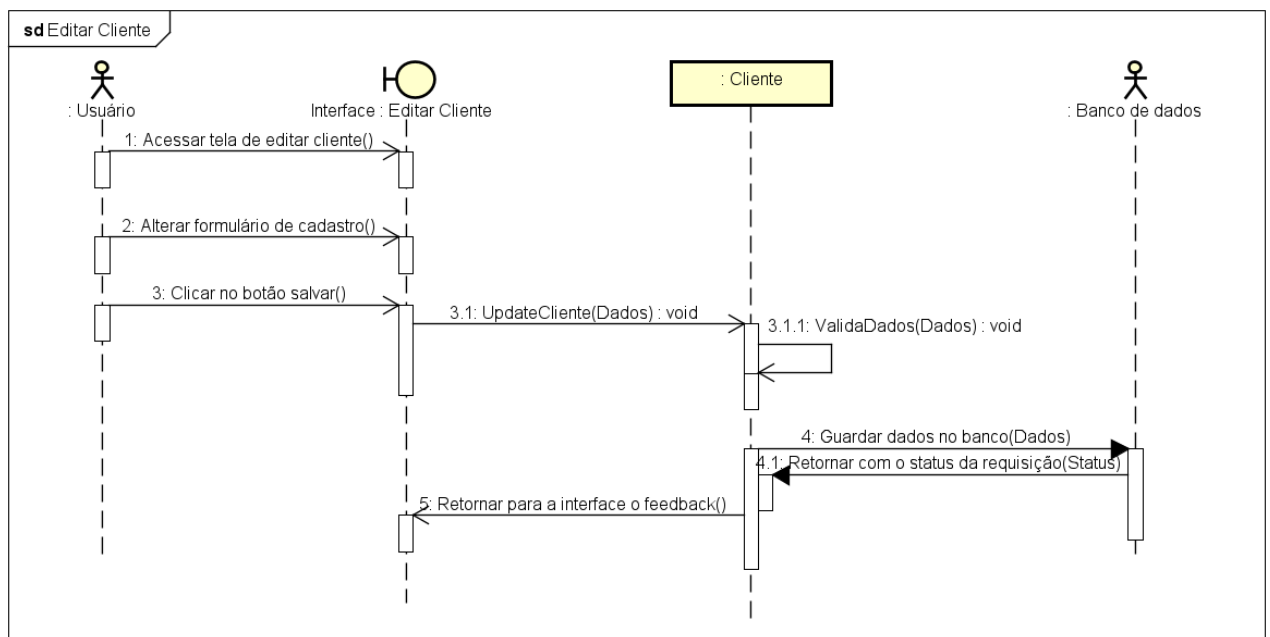 sd Editar Cliente
: Usuário
Interface : Editar Cliente
: Cliente
: Banco de dados
1: Acessar tela de editar cliente()
2: Alterar formulário de cadastro()
3: Clicar no botão salvar()
3.1: UpdateCliente(Dados) : void
3.1.1: ValidaDados(Dados) : void
4: Guardar dados no banco(Dados)
4.1: Retornar com o status da requisição(Status)
5: Retornar para a interface o feedback()